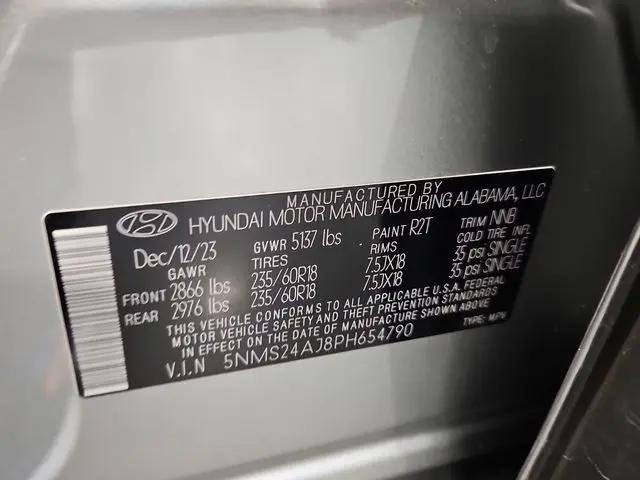 MANUFACTURED BY
HYUNDAI MOTOR MANUFACTURING ALABAMA, LLC
Dec/12/23 GVWR 5137 lbs PAINT R2T TRIM NNB
GAWR TIRES RIMS COLD TIRE INFL
FRONT 2866 lbs 235/60R18 7.5JX18 35 psi SINGLE
REAR 2976 lbs 235/60R18 7.5JX18 35 psi SINGLE
THIS VEHICLE CONFORMS TO ALL APPLICABLE U.S.A. FEDERAL
MOTOR VEHICLE SAFETY AND THEFT PREVENTION STANDARDS
IN EFFECT ON THE DATE OF MANUFACTURE SHOWN ABOVE
V.I.N 5NMS24AJ8PH654790 TYPE: MPV